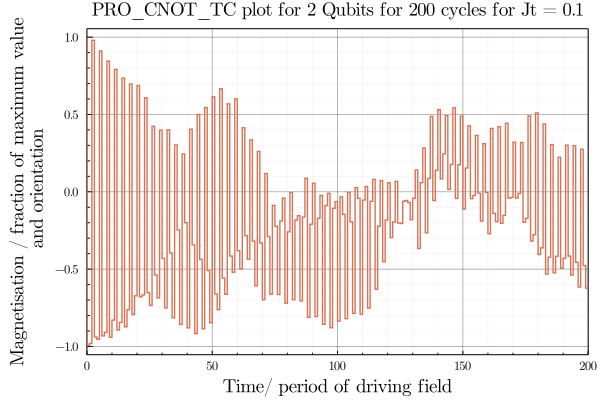 PRO_CNOT_TC plot for 2 Qubits for 200 cycles for Jt = 0.1
Magnetisation / fraction of maximum value
and orientation
1.0
0.5
0.0
−0.5
−1.0
0
50
100
150
200
Time/ period of driving field